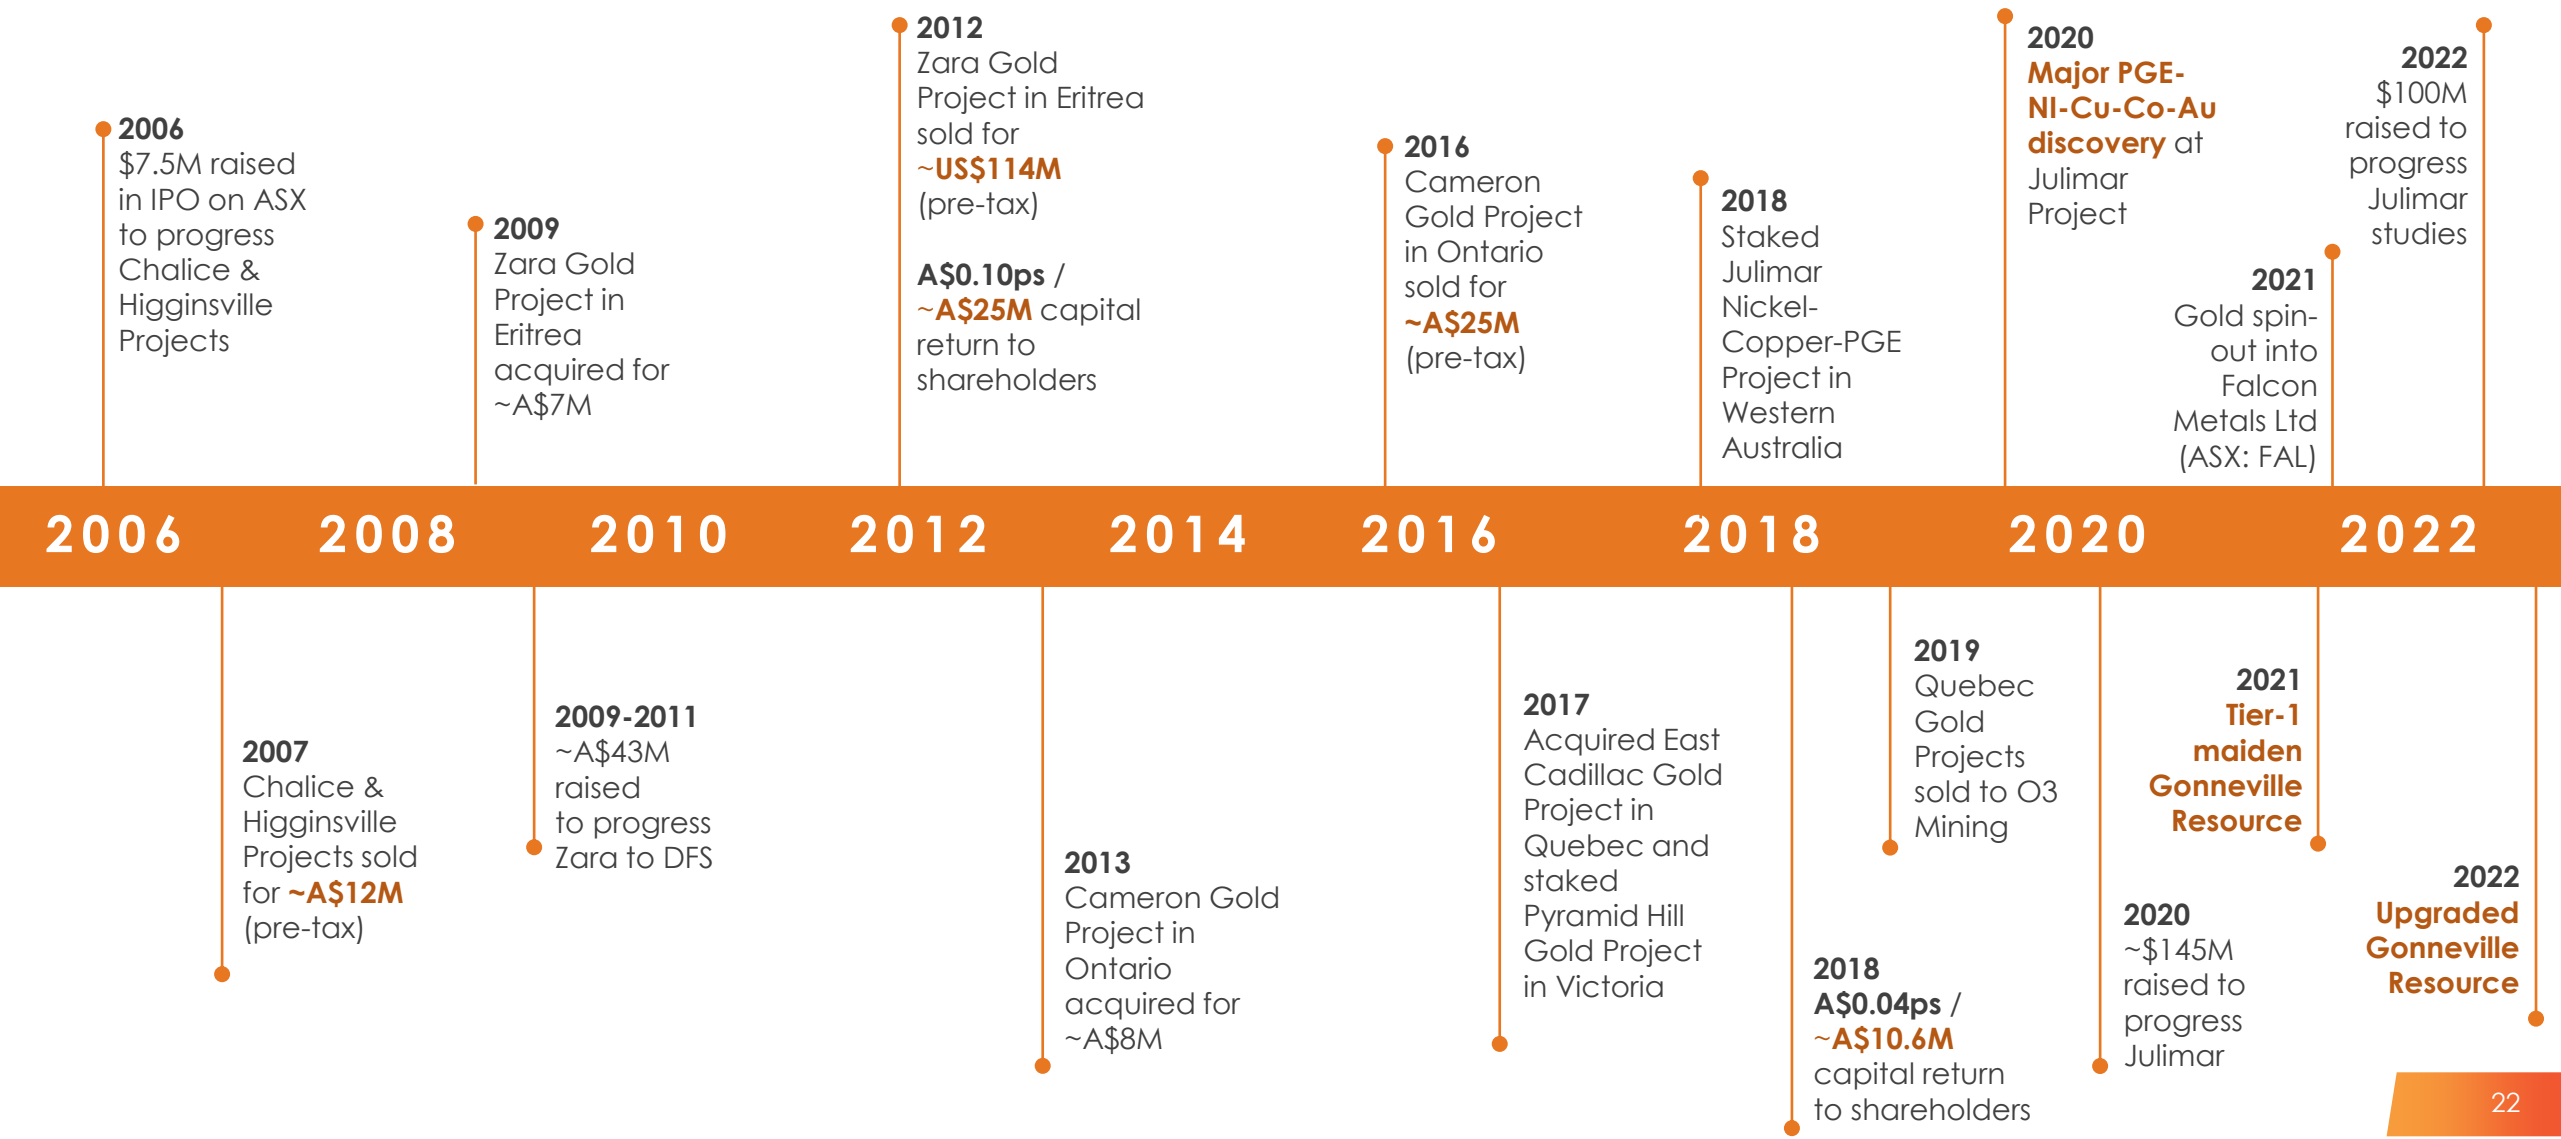 2006
$7.5M raised
in IPO on ASX
to progress
Chalice &
Higginsville
Projects
2009
Zara Gold
Project in
Eritrea
acquired for
~A$7M
2012
Zara Gold
Project in Eritrea
sold for
~US$114M
(pre-tax)
A$0.10ps /
~A$25M capital
return to
shareholders
2016
Cameron
Gold Project
in Ontario
sold for
~A$25M
(pre-tax)
2018
Staked
Julimar
Nickel-
Copper-PGE
Project in
Western
Australia
2020
Major PGE-
NI-Cu-Co-Au
discovery at
Julimar
Project
2021
Gold spin-
out into
Falcon
Metals Ltd
(ASX: FAL)
2022
$100M
raised to
progress
Julimar
studies
2006 2008 2010 2012 2014 2016 2018 2020 2022
2007
Chalice &
Higginsville
Projects sold
for ~A$12M
(pre-tax)
2009-2011
~A$43M
raised
to progress
Zara to DFS
2013
Cameron Gold
Project in
Ontario
acquired for
~A$8M
2017
Acquired East
Cadillac Gold
Project in
Quebec and
staked
Pyramid Hill
Gold Project
in Victoria
2018
A$0.04ps /
~A$10.6M
capital return
to shareholders
2019
Quebec
Gold
Projects
sold to O3
Mining
2020
~$145M
raised to
progress
Julimar
2021
Tier-1
maiden
Gonneville
Resource
2022
Upgraded
Gonneville
Resource
22